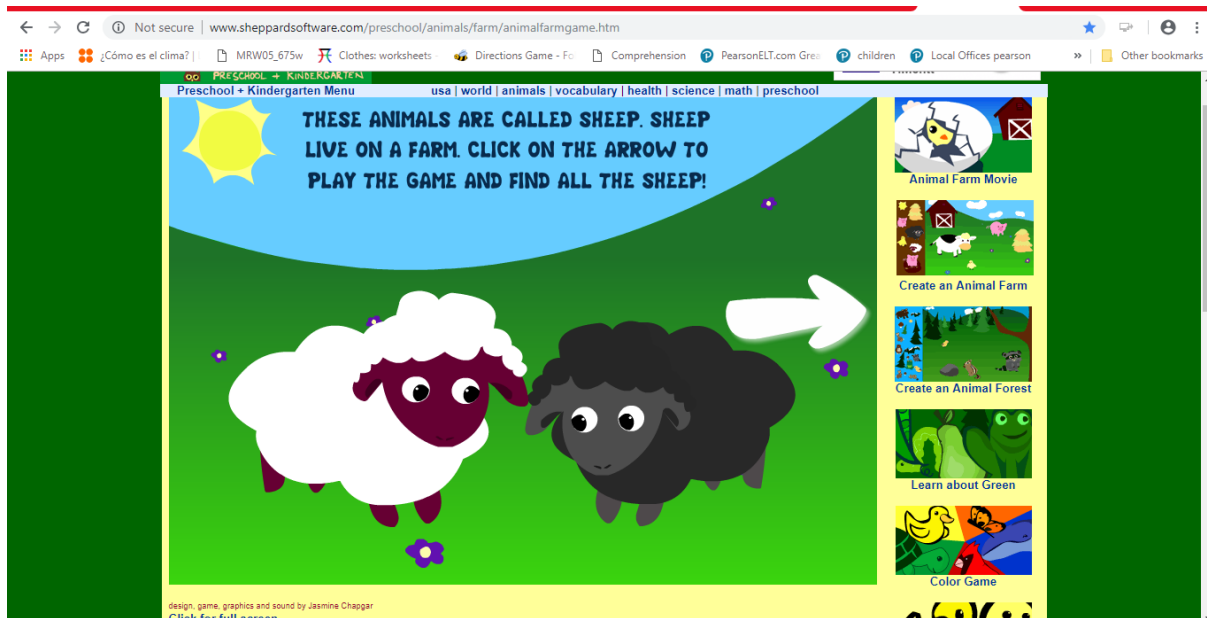 Not secure | www.sheppardsoftware.com/preschool/animals/farm/animalfarmgame.htm
Apps ¿Cómo es el clima? | MRW05_675w Clothes: worksheets - Directions Game - Fo Comprehension PearsonELT.com Grea children Local Offices pearson » Other bookmarks
PRESCHOOL + KINDERGARTEN
Preschool + Kindergarten Menu usa | world | animals | vocabulary | health | science | math | preschool
THESE ANIMALS ARE CALLED SHEEP. SHEEP
LIVE ON A FARM. CLICK ON THE ARROW TO
PLAY THE GAME AND FIND ALL THE SHEEP!
Animal Farm Movie
Create an Animal Farm
Create an Animal Forest
Learn about Green
Color Game
design, game, graphics and sound by Jasmine Chapgar
Click for full screen